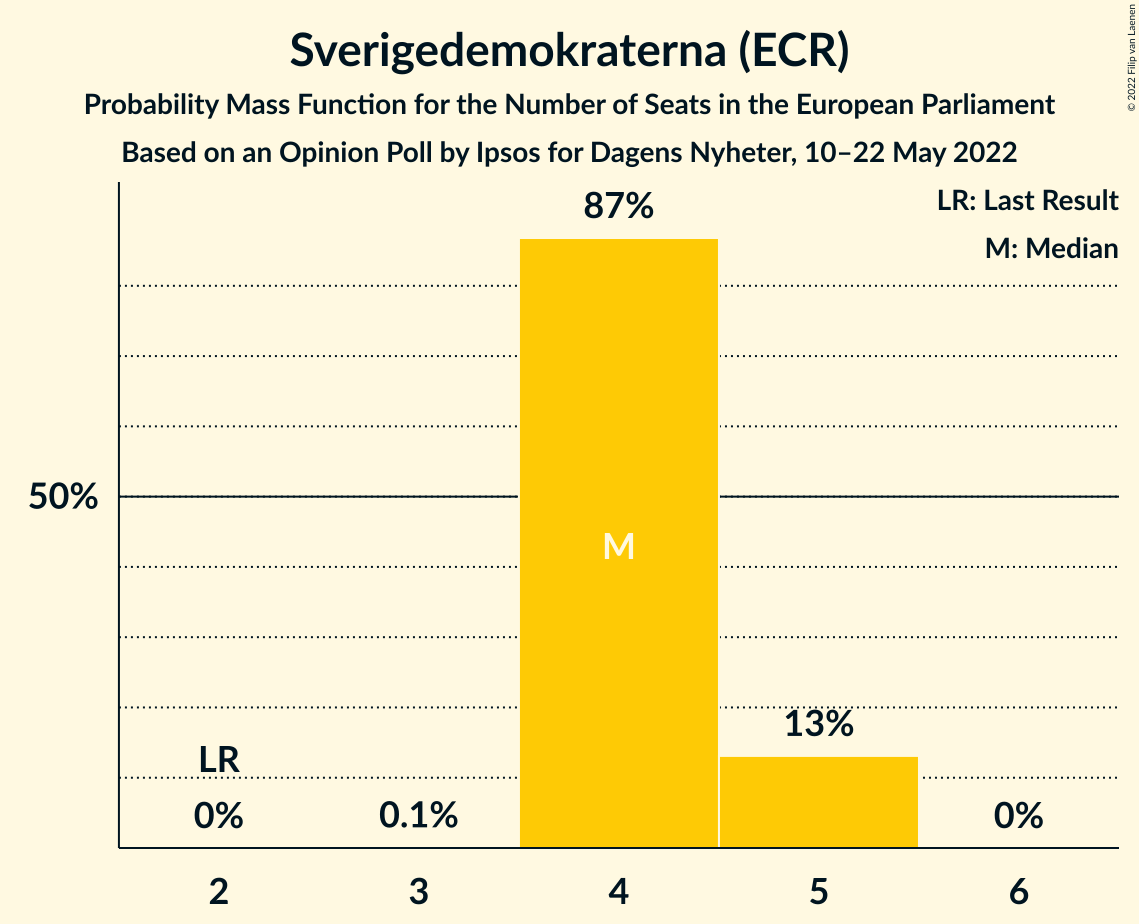 Sverigedemokraterna (ECR)
Probability Mass Function for the Number of Seats in the European Parliament
Based on an Opinion Poll by Ipsos for Dagens Nyheter, 10–22 May 2022
© 2022 Filip van Laenen
LR: Last Result
M: Median
87%
50%
M
13%
LR
0%
0.1%
0%
2
3
4
5
6